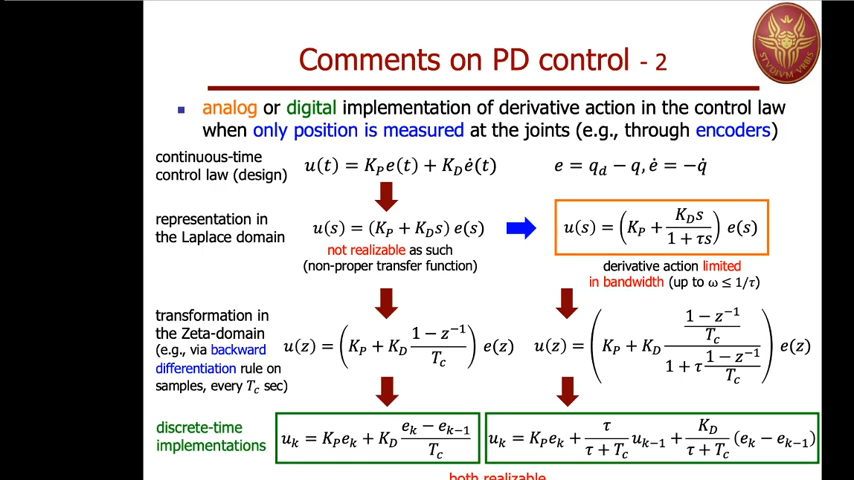 Comments on PD control - 2
STVDIVM VRBIS
analog or digital implementation of derivative action in the control law
when only position is measured at the joints (e.g., through encoders)
continuous-time
control law (design)
u(t) = K_P e(t) + K_D ė(t)
e = q_d − q, ė = −q̇
representation in
the Laplace domain
u(s) = (K_P + K_D s) e(s)
not realizable as such
(non-proper transfer function)
u(s) = (K_P + K_D s / (1 + τs)) e(s)
derivative action limited
in bandwidth (up to ω ≤ 1/τ)
transformation in
the Zeta-domain
(e.g., via backward
differentiation rule on
samples, every T_c sec)
u(z) = (K_P + K_D (1 − z⁻¹) / T_c) e(z)
u(z) = (K_P + K_D ((1 − z⁻¹) / T_c) / (1 + τ (1 − z⁻¹) / T_c)) e(z)
discrete-time
implementations
u_k = K_P e_k + K_D (e_k − e_{k−1}) / T_c
u_k = K_P e_k + τ / (τ + T_c) u_{k−1} + K_D / (τ + T_c) (e_k − e_{k−1})
both realizable